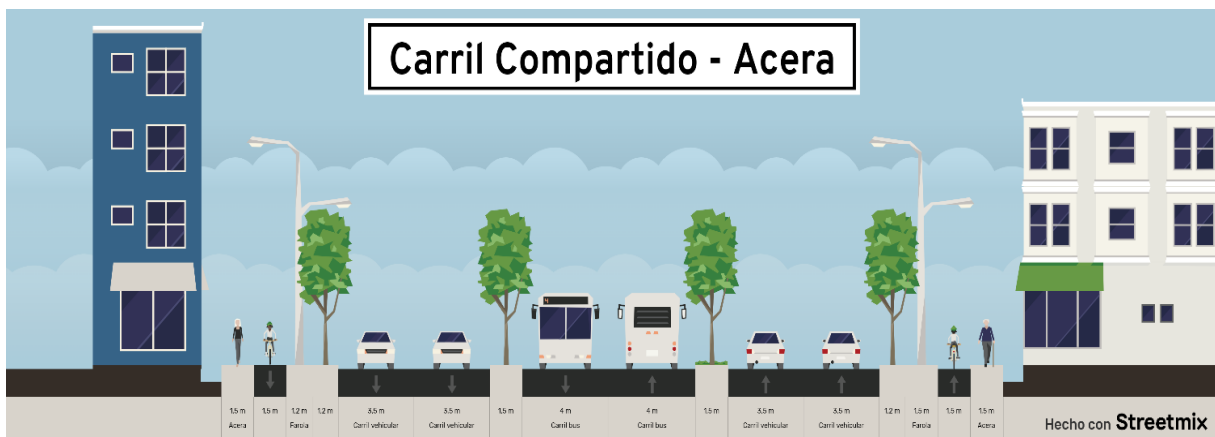 Carril Compartido - Acera
1.5 m 1.5 m 1.2 m 1.2 m 3.5 m 3.5 m 1.5 m 4 m 4 m 1.5 m 3.5 m 3.5 m 1.2 m 1.5 m 1.5 m 1.5 m
Acera Farola Carril vehicular Carril vehicular Carril bus Carril bus Carril vehicular Carril vehicular Farola Acera
Hecho con Streetmix